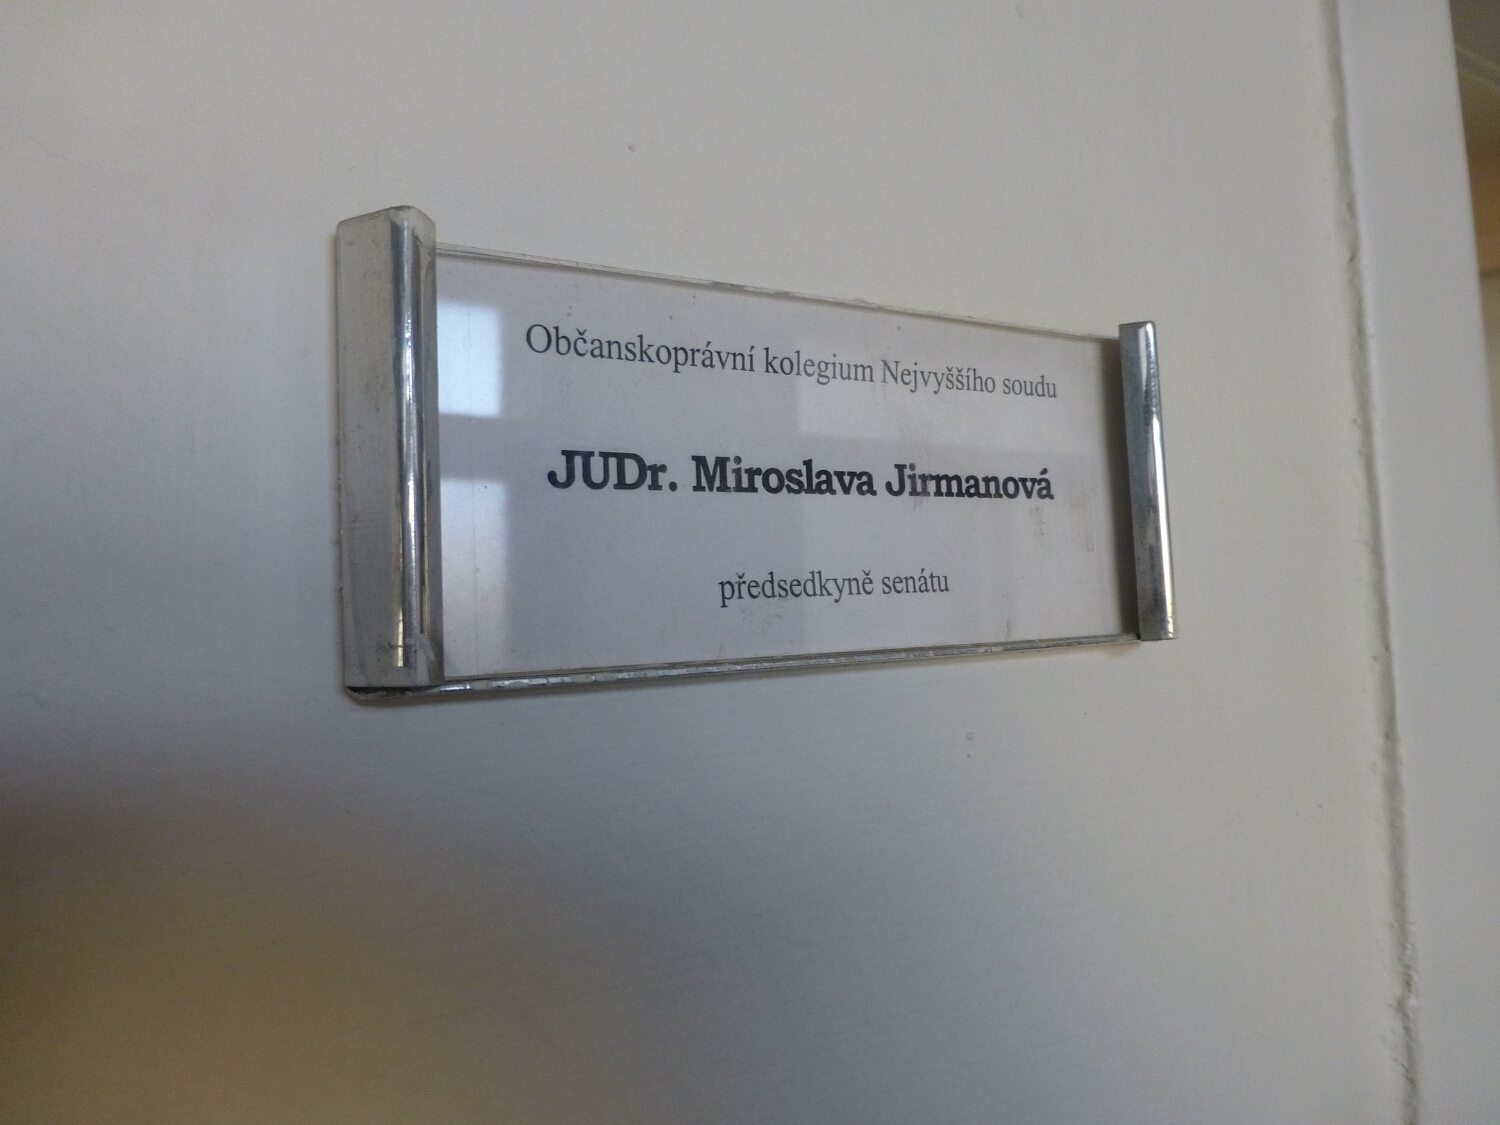 Občanskoprávní kolegium Nejvyššího soudu
JUDr. Miroslava Jirmanová
předsedkyně senátu